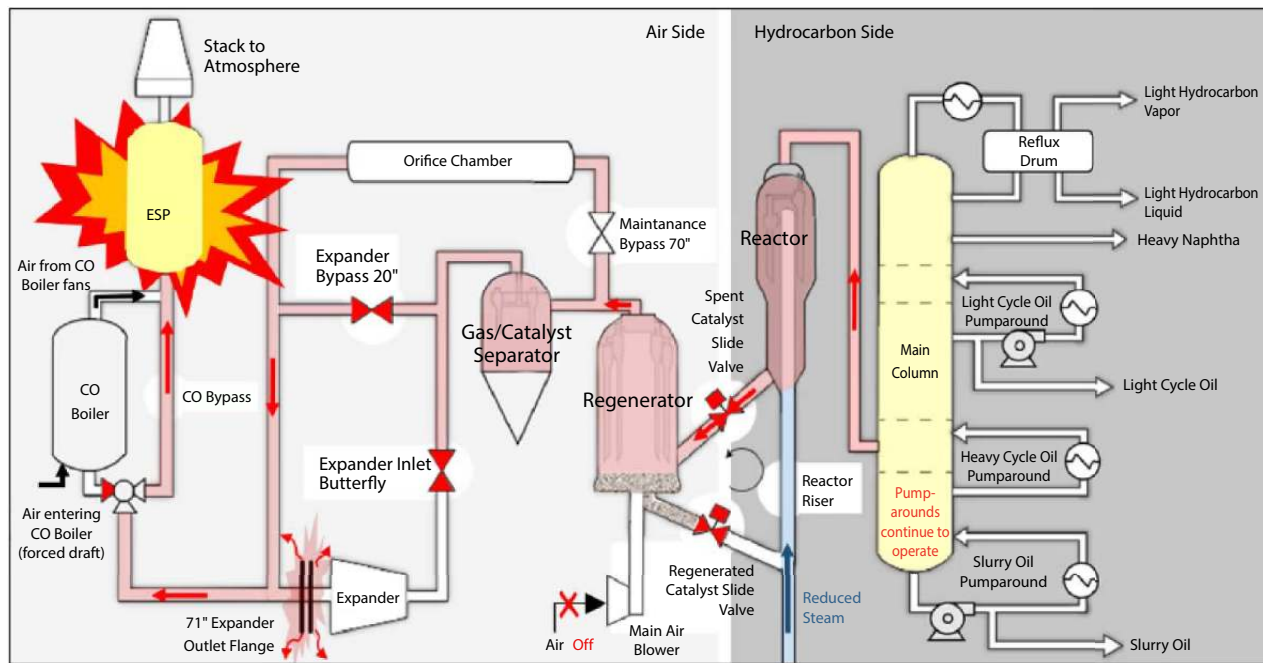 Air Side
Hydrocarbon Side
Stack to
Atmosphere
ESP
Orifice Chamber
Maintanance
Bypass 70"
Air from CO
Boiler fans
Expander
Bypass 20"
CO
Boiler
CO Bypass
Gas/Catalyst
Separator
Regenerator
Expander Inlet
Butterfly
Air entering
CO Boiler
(forced draft)
71" Expander
Outlet Flange
Expander
Air Off
Main Air
Blower
Reactor
Spent
Catalyst
Slide
Valve
Reactor
Riser
Regenerated
Catalyst Slide
Valve
Reduced
Steam
Main
Column
Pump-
arounds
continue to
operate
Reflux
Drum
Light Hydrocarbon
Vapor
Light Hydrocarbon
Liquid
Heavy Naphtha
Light Cycle Oil
Pumparound
Light Cycle Oil
Heavy Cycle Oil
Pumparound
Slurry Oil
Pumparound
Slurry Oil